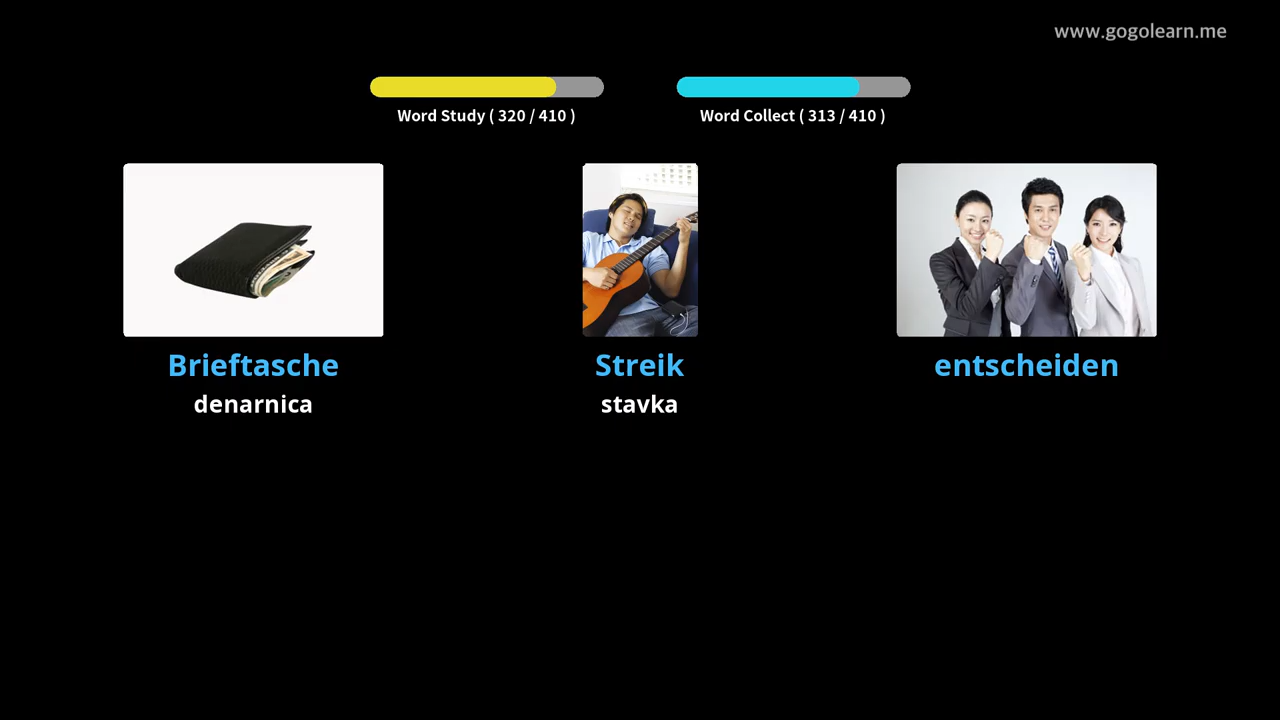 www.gogolearn.me
Word Study ( 320 / 410 )
Word Collect ( 313 / 410 )
Brieftasche
denarnica
Streik
stavka
entscheiden